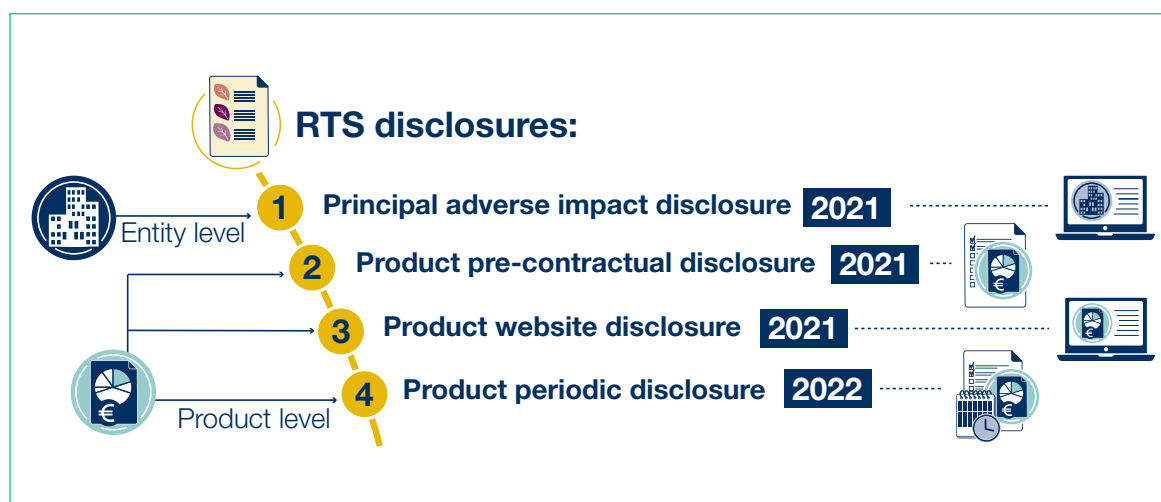 RTS disclosures:
1 Principal adverse impact disclosure 2021
Entity level
2 Product pre-contractual disclosure 2021
3 Product website disclosure 2021
4 Product periodic disclosure 2022
€
Product level
€
€
€